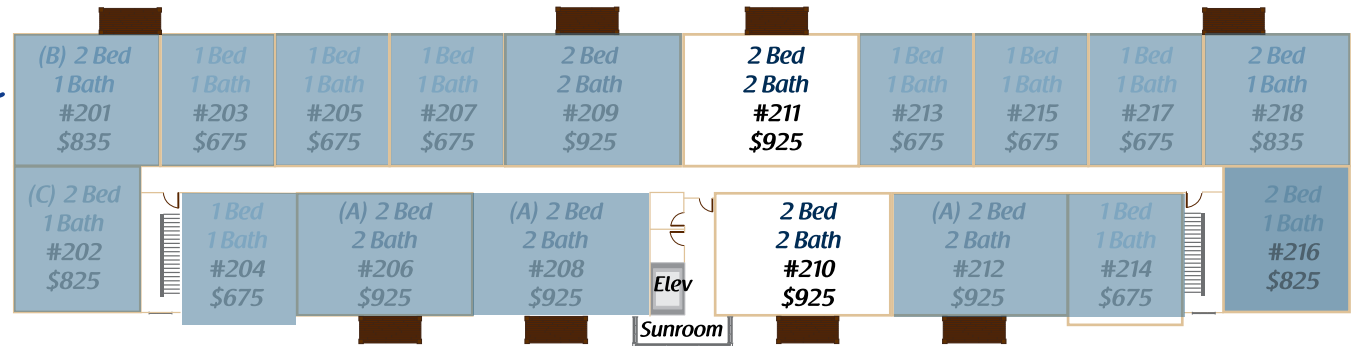 (B) 2 Bed
1 Bath
#201
$835
1 Bed
1 Bath
#203
$675
1 Bed
1 Bath
#205
$675
1 Bed
1 Bath
#207
$675
2 Bed
2 Bath
#209
$925
2 Bed
2 Bath
#211
$925
1 Bed
1 Bath
#213
$675
1 Bed
1 Bath
#215
$675
1 Bed
1 Bath
#217
$675
2 Bed
1 Bath
#218
$835
(C) 2 Bed
1 Bath
#202
$825
1 Bed
1 Bath
#204
$675
(A) 2 Bed
2 Bath
#206
$925
(A) 2 Bed
2 Bath
#208
$925
Elev
Sunroom
2 Bed
2 Bath
#210
$925
(A) 2 Bed
2 Bath
#212
$925
1 Bed
1 Bath
#214
$675
2 Bed
1 Bath
#216
$825